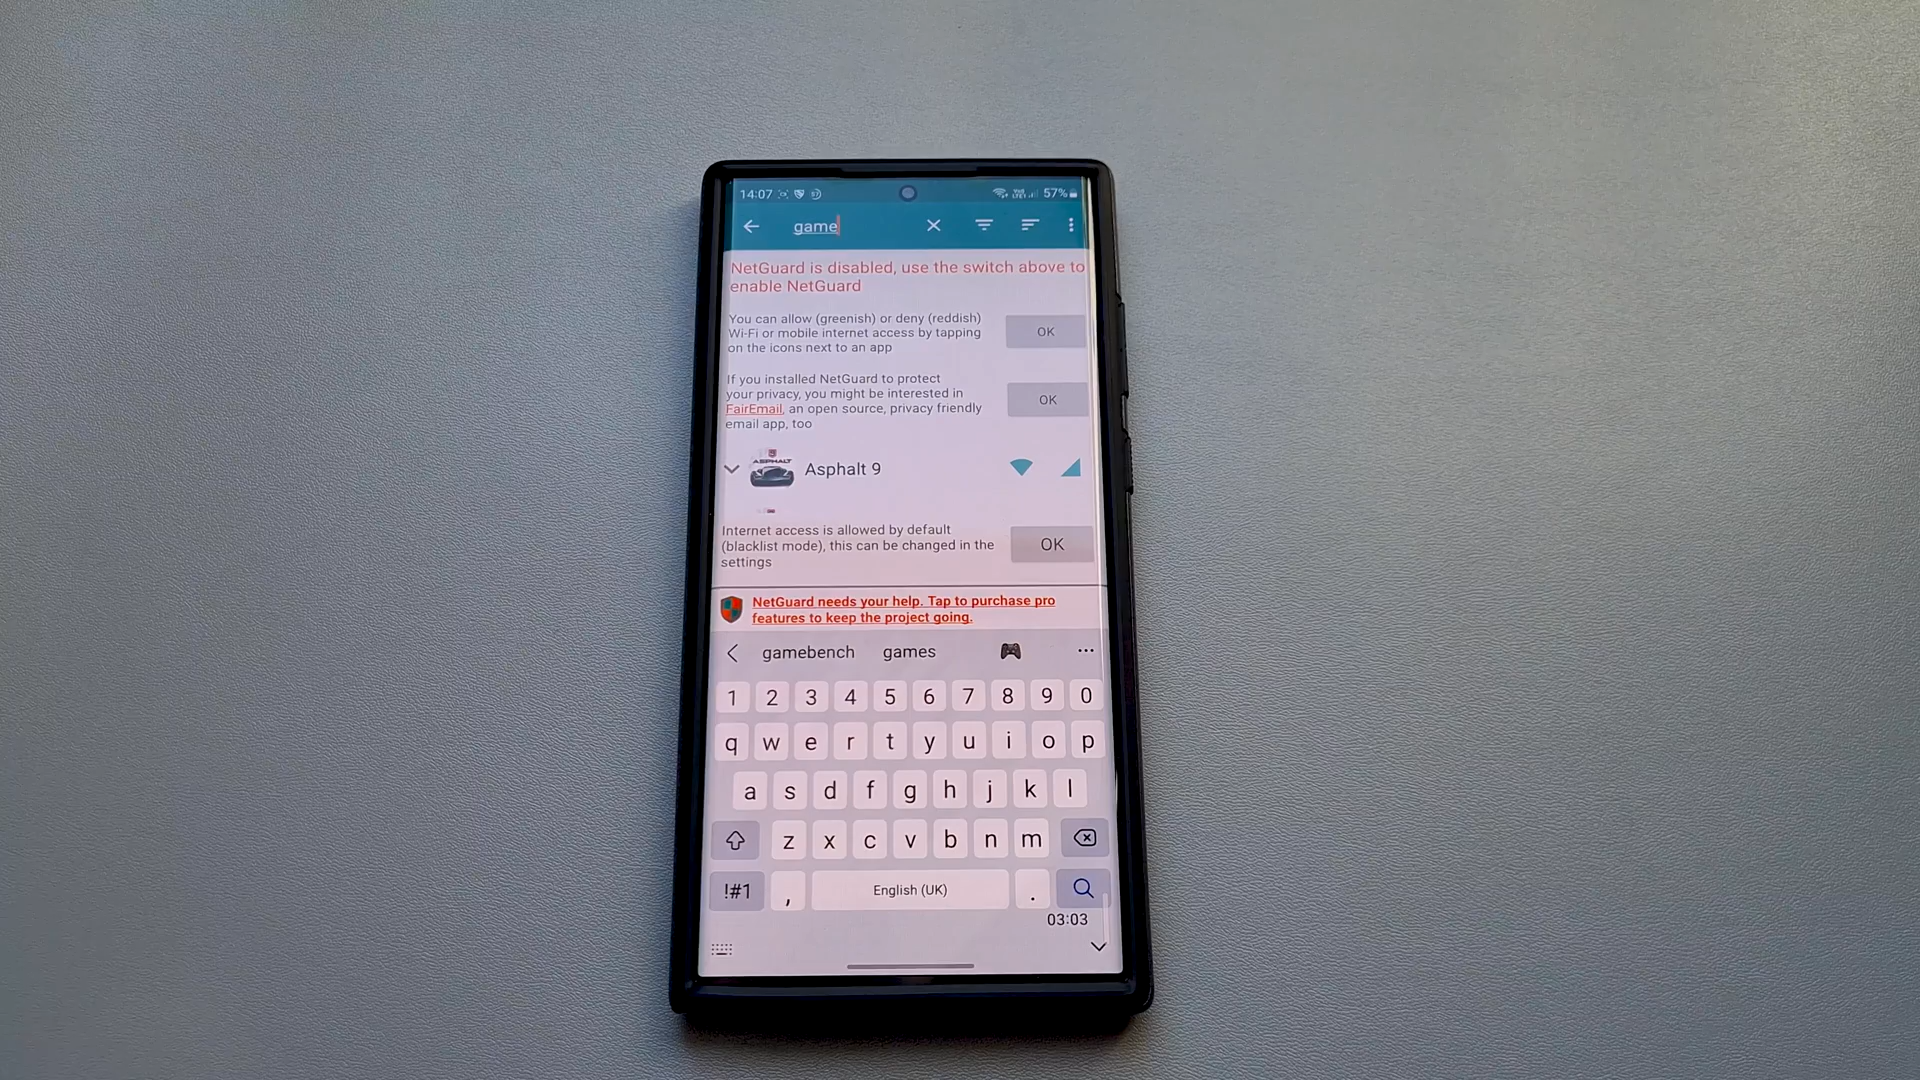 14:07 57%
game
NetGuard is disabled, use the switch above to
enable NetGuard
You can allow (greenish) or deny (reddish)
Wi-Fi or mobile internet access by tapping
on the icons next to an app
OK
If you installed NetGuard to protect
your privacy, you might be interested in
FairEmail, an open source, privacy friendly
email app, too
OK
ASPHALT
Asphalt 9
Internet access is allowed by default
(blacklist mode), this can be changed in the
settings
OK
NetGuard needs your help. Tap to purchase pro
features to keep the project going.
gamebench games
1 2 3 4 5 6 7 8 9 0
q w e r t y u i o p
a s d f g h j k l
z x c v b n m
!#1 , English (UK) .
03:03